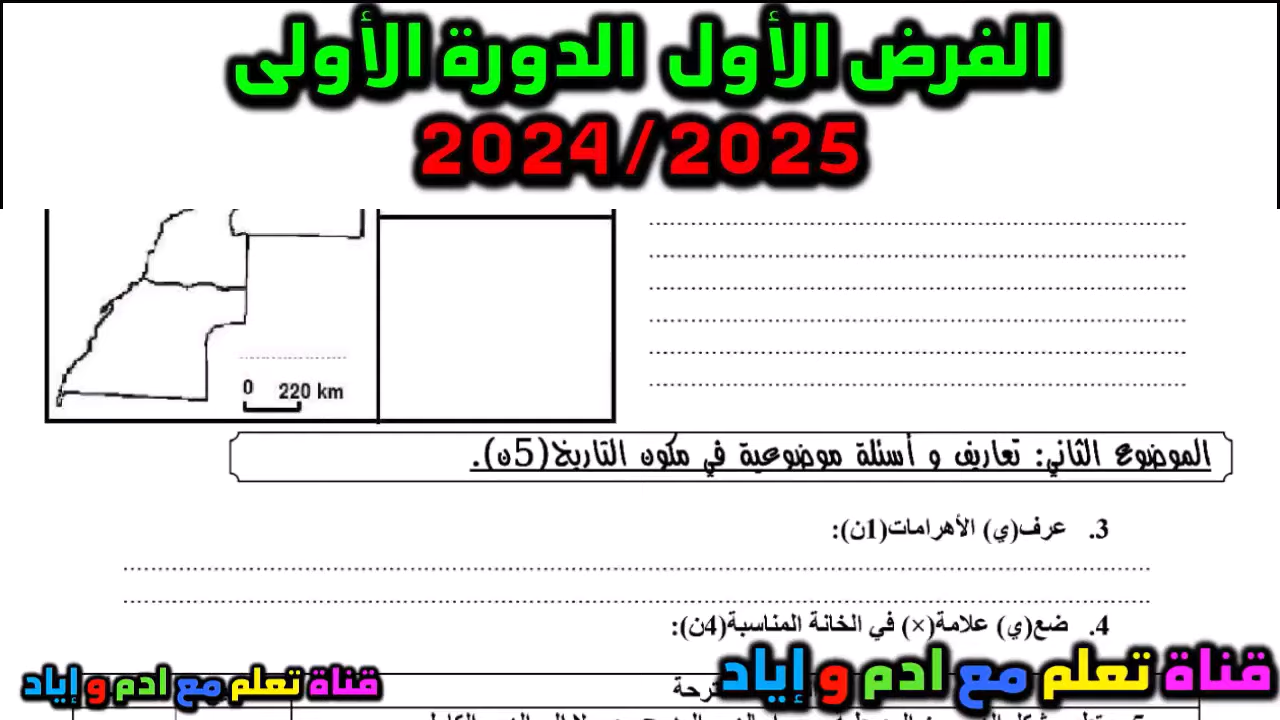 الفرض الأول الدورة الأولى
2024/2025
0 220 km
الموضوع الثاني: تعاريف و أسئلة موضوعية في مكون التاريخ(5ن).
3. عرف(ي) الأهرامات(1ن):
4. ضع(ي) علامة(×) في الخانة المناسبة(4ن):
قناة تعلم مع ادم و إياد
قناة تعلم مع ادم و إياد